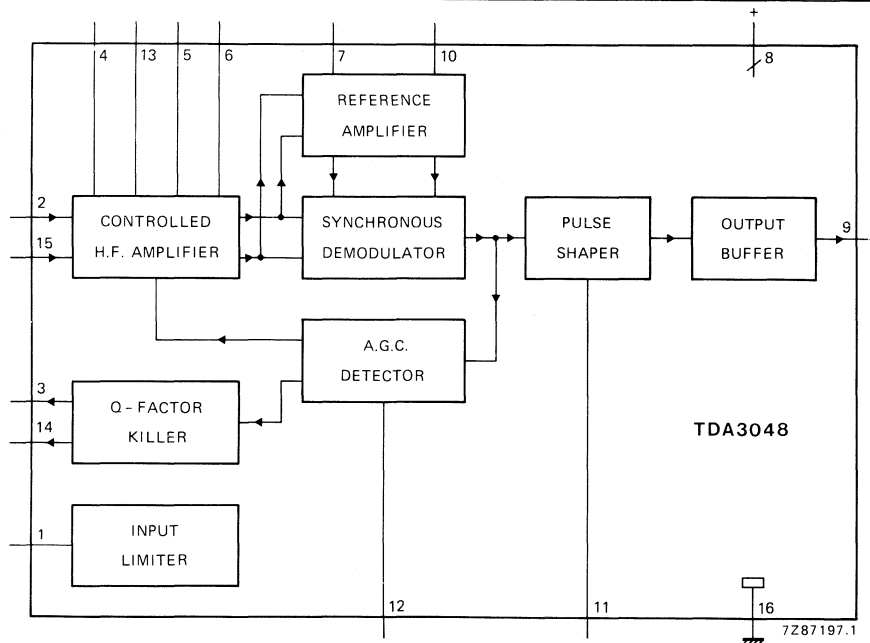 +
4 13 5 6 7 10 8
REFERENCE
AMPLIFIER
2
15
CONTROLLED
H.F. AMPLIFIER
SYNCHRONOUS
DEMODULATOR
PULSE
SHAPER
OUTPUT
BUFFER
9
A.G.C.
DETECTOR
3
14
Q-FACTOR
KILLER
TDA3048
1
INPUT
LIMITER
12 11 16
7Z87197.1